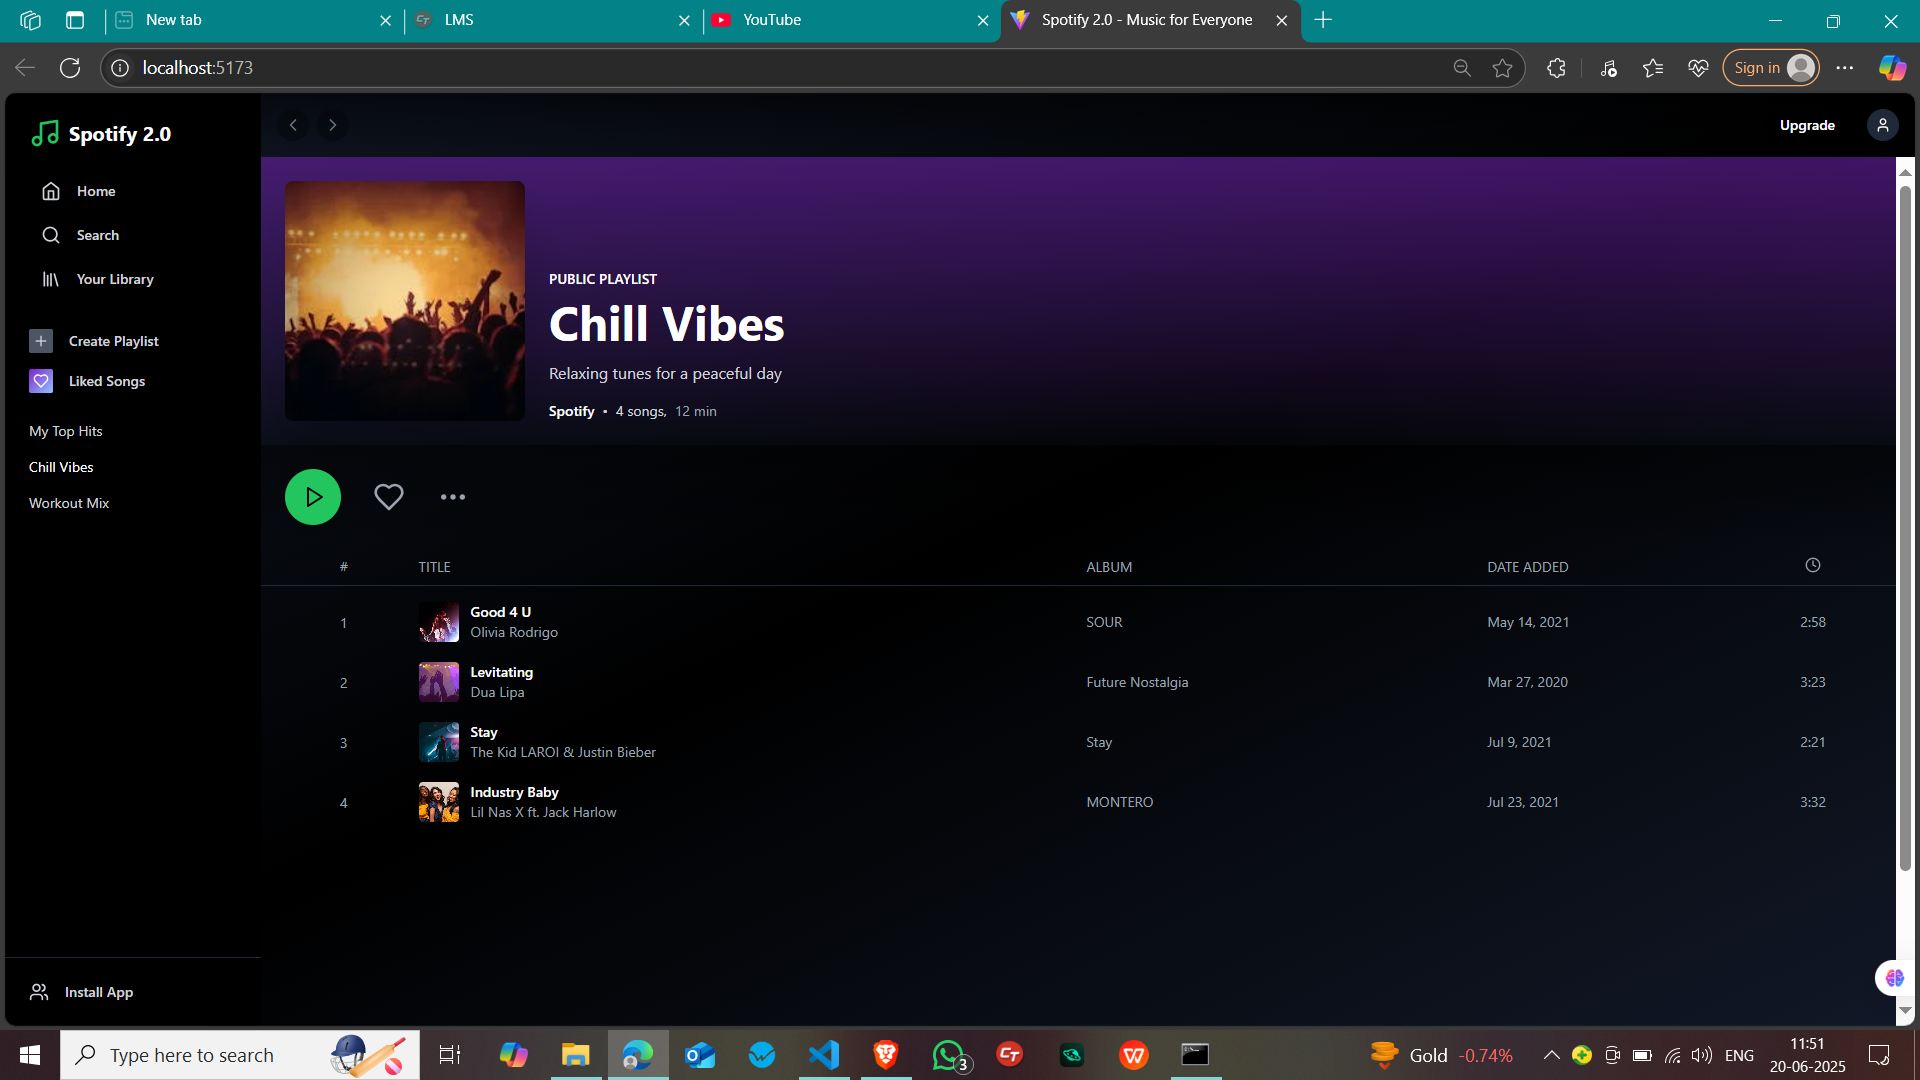 New tab
LMS
YouTube
Spotify 2.0 - Music for Everyone
localhost:5173
Sign in
Spotify 2.0
Upgrade
Home
Search
Your Library
Create Playlist
Liked Songs
My Top Hits
Chill Vibes
Workout Mix
Install App
PUBLIC PLAYLIST
Chill Vibes
Relaxing tunes for a peaceful day
Spotify • 4 songs, 12 min
# TITLE ALBUM DATE ADDED
1 Good 4 U SOUR May 14, 2021 2:58
Olivia Rodrigo
2 Levitating Future Nostalgia Mar 27, 2020 3:23
Dua Lipa
3 Stay Stay Jul 9, 2021 2:21
The Kid LAROI & Justin Bieber
4 Industry Baby MONTERO Jul 23, 2021 3:32
Lil Nas X ft. Jack Harlow
Type here to search
3
Gold -0.74%
ENG
11:51
20-06-2025